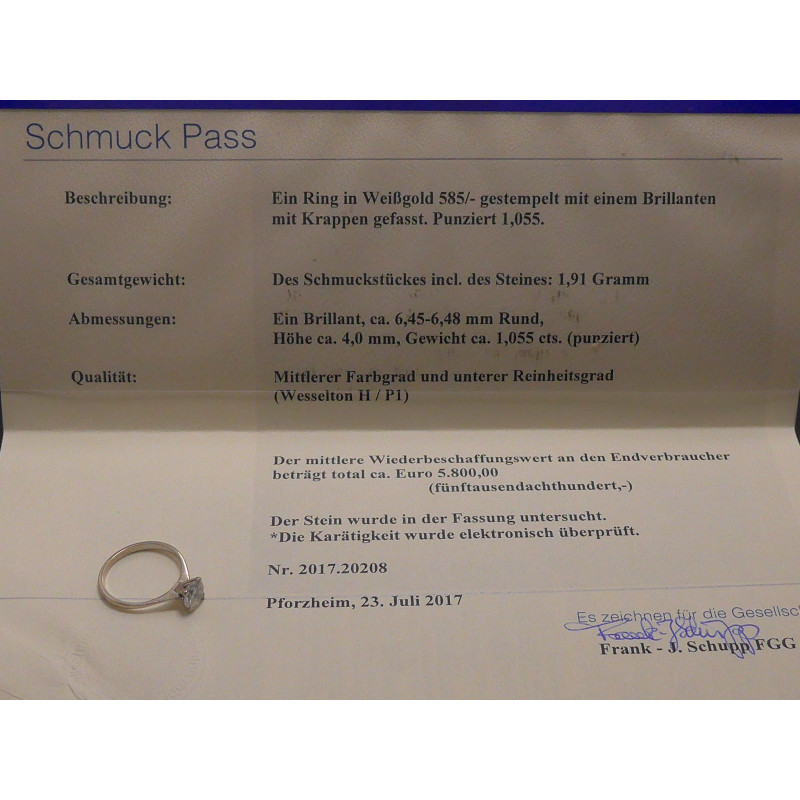 Schmuck Pass
Beschreibung: Ein Ring in Weißgold 585/- gestempelt mit einem Brillanten
mit Krappen gefasst. Punziert 1,055.
Gesamtgewicht: Des Schmuckstückes incl. des Steines: 1,91 Gramm
Abmessungen: Ein Brillant, ca. 6,45-6,48 mm Rund,
Höhe ca. 4,0 mm, Gewicht ca. 1,055 cts. (punziert)
Qualität: Mittlerer Farbgrad und unterer Reinheitsgrad
(Wesselton H / P1)
Der mittlere Wiederbeschaffungswert an den Endverbraucher
beträgt total ca. Euro 5.800,00
(fünftausendachthundert,-)
Der Stein wurde in der Fassung untersucht.
*Die Karätigkeit wurde elektronisch überprüft.
Nr. 2017.20208
Pforzheim, 23. Juli 2017
Es zeichnen für die Gesellsch
Frank - J. Schupp FGG